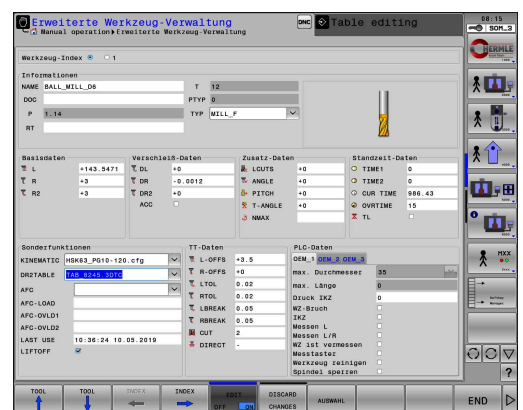 Erweiterte Werkzeug-Verwaltung
Manual operation ▸ Erweiterte Werkzeug-Verwaltung
DNC
Table editing
08:15
SOM_3
HERMLE
Werkzeug-Index 0 1
Informationen
NAME BALL_MILL_D6 T 12
DOC PTYP 0
P 1.14 TYP MILL_F
RT
Basisdaten
L +143.5471
R +3
R2 +3
Verschleiß-Daten
DL +0
DR -0.0012
DR2 +0
ACC
Zusatz-Daten
LCUTS +0
ANGLE +0
PITCH +0
T-ANGLE +0
NMAX
Standzeit-Daten
TIME1 0
TIME2 0
CUR TIME 986.43
OVRTIME 15
TL
Sonderfunktionen
KINEMATIC HSK63_PG10-120.cfg
DR2TABLE TAB_8245.3DTC
AFC
AFC-LOAD
AFC-OVLD1
AFC-OVLD2
LAST USE 10:36:24 10.05.2019
LIFTOFF
TT-Daten
L-OFFS +3.5
R-OFFS +0
LTOL 0.02
RTOL 0.02
LBREAK 0.05
RBREAK 0.05
CUT 2
DIRECT -
PLC-Daten
OEM_1 OEM_2 OEM_3
max. Durchmesser 35
max. Länge 0
Druck IKZ 0
WZ-Bruch
IKZ
Messen L
Messen L/R
WZ ist vermessen
Messtaster
Werkzeug reinigen
Spindel sperren
MXX
?
TOOL
TOOL
INDEX
INDEX
EDIT
OFF ON
DISCARD
CHANGES
AUSWAHL
END